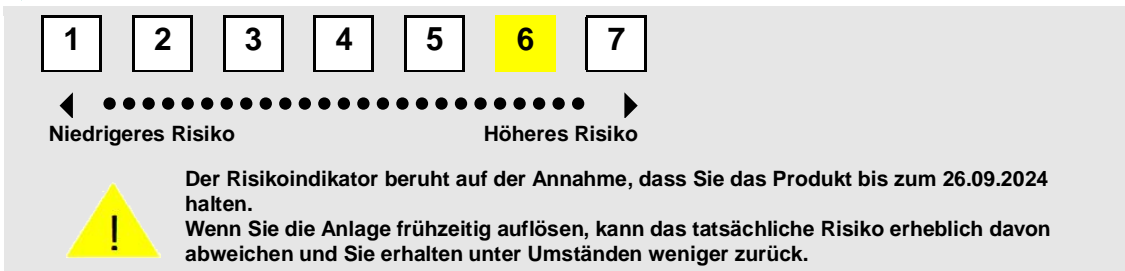 1 2 3 4 5 6 7
Niedrigeres Risiko Höheres Risiko
Der Risikoindikator beruht auf der Annahme, dass Sie das Produkt bis zum 26.09.2024
halten.
Wenn Sie die Anlage frühzeitig auflösen, kann das tatsächliche Risiko erheblich davon
abweichen und Sie erhalten unter Umständen weniger zurück.
!